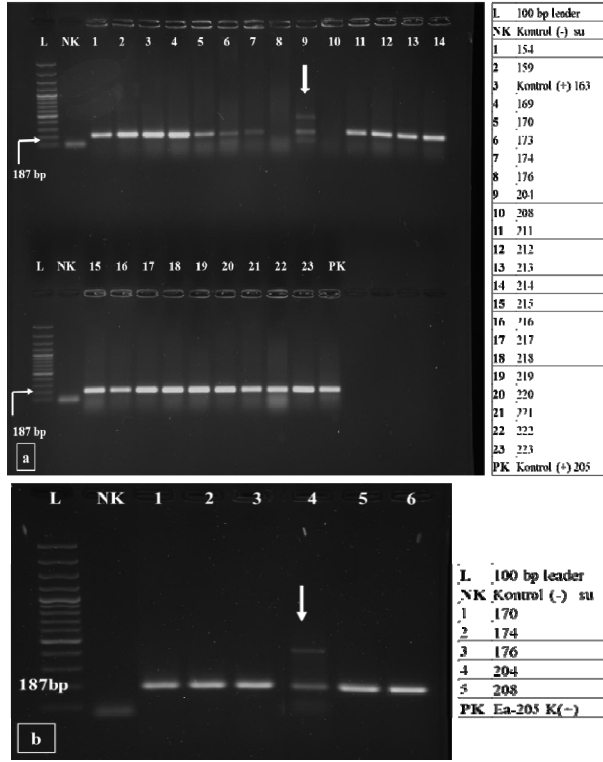 L NK 1 2 3 4 5 6 7 8 9 10 11 12 13 14
187 bp
L NK 15 16 17 18 19 20 21 22 23 PK
187 bp
a
L 100 bp leader
NK Kontrol (-) su
1 154
2 159
3 Kontrol (+) 163
4 169
5 170
6 173
7 174
8 176
9 204
10 208
11 211
12 212
13 213
14 214
15 215
16 216
17 217
18 218
19 219
20 220
21 221
22 222
23 223
PK Kontrol (+) 205
L NK 1 2 3 4 5 6
187bp
b
L 100 bp leader
NK Kontrol (-) su
1 170
2 174
3 176
4 204
5 208
PK Ea-205 K(+)